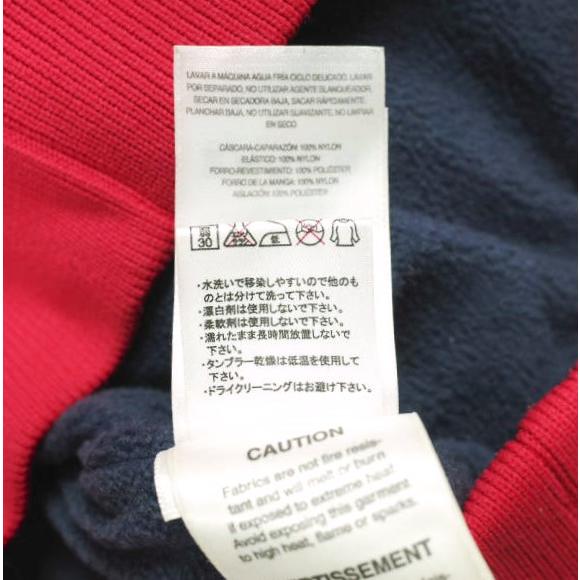 LAVAR A MÁQUINA AGUA FRÍA CICLO DELICADO, LAVAR
POR SEPARADO, NO UTILIZAR AGENTE BLANQUEADOR,
SECAR EN SECADORA BAJA, SACAR RÁPIDAMENTE,
PLANCHAR BAJA, NO UTILIZAR SUAVIZANTE, NO LIMPIAR
EN SECO
CÁSCARA-CAPARAZÓN: 100% NYLON
ELÁSTICO: 100% NYLON
FORRO-REVESTIMIENTO: 100% POLIÉSTER
FORRO DE LA MANGA: 100% NYLON
AISLACIÓN: 100% POLIÉSTER
30 低
・水洗いで移染しやすいので他のも
のとは分けて洗って下さい。
・漂白剤は使用しないで下さい。
・柔軟剤は使用しないで下さい。
・濡れたまま長時間放置しないで
下さい。
・タンブラー乾燥は低温を使用して
下さい。
・ドライクリーニングはお避け下さい。
CAUTION
Fabrics are not fire resis-
tant and will melt or burn
if exposed to extreme heat
Avoid exposing this garment
to high heat, flame or sparks.
RTISSEMENT